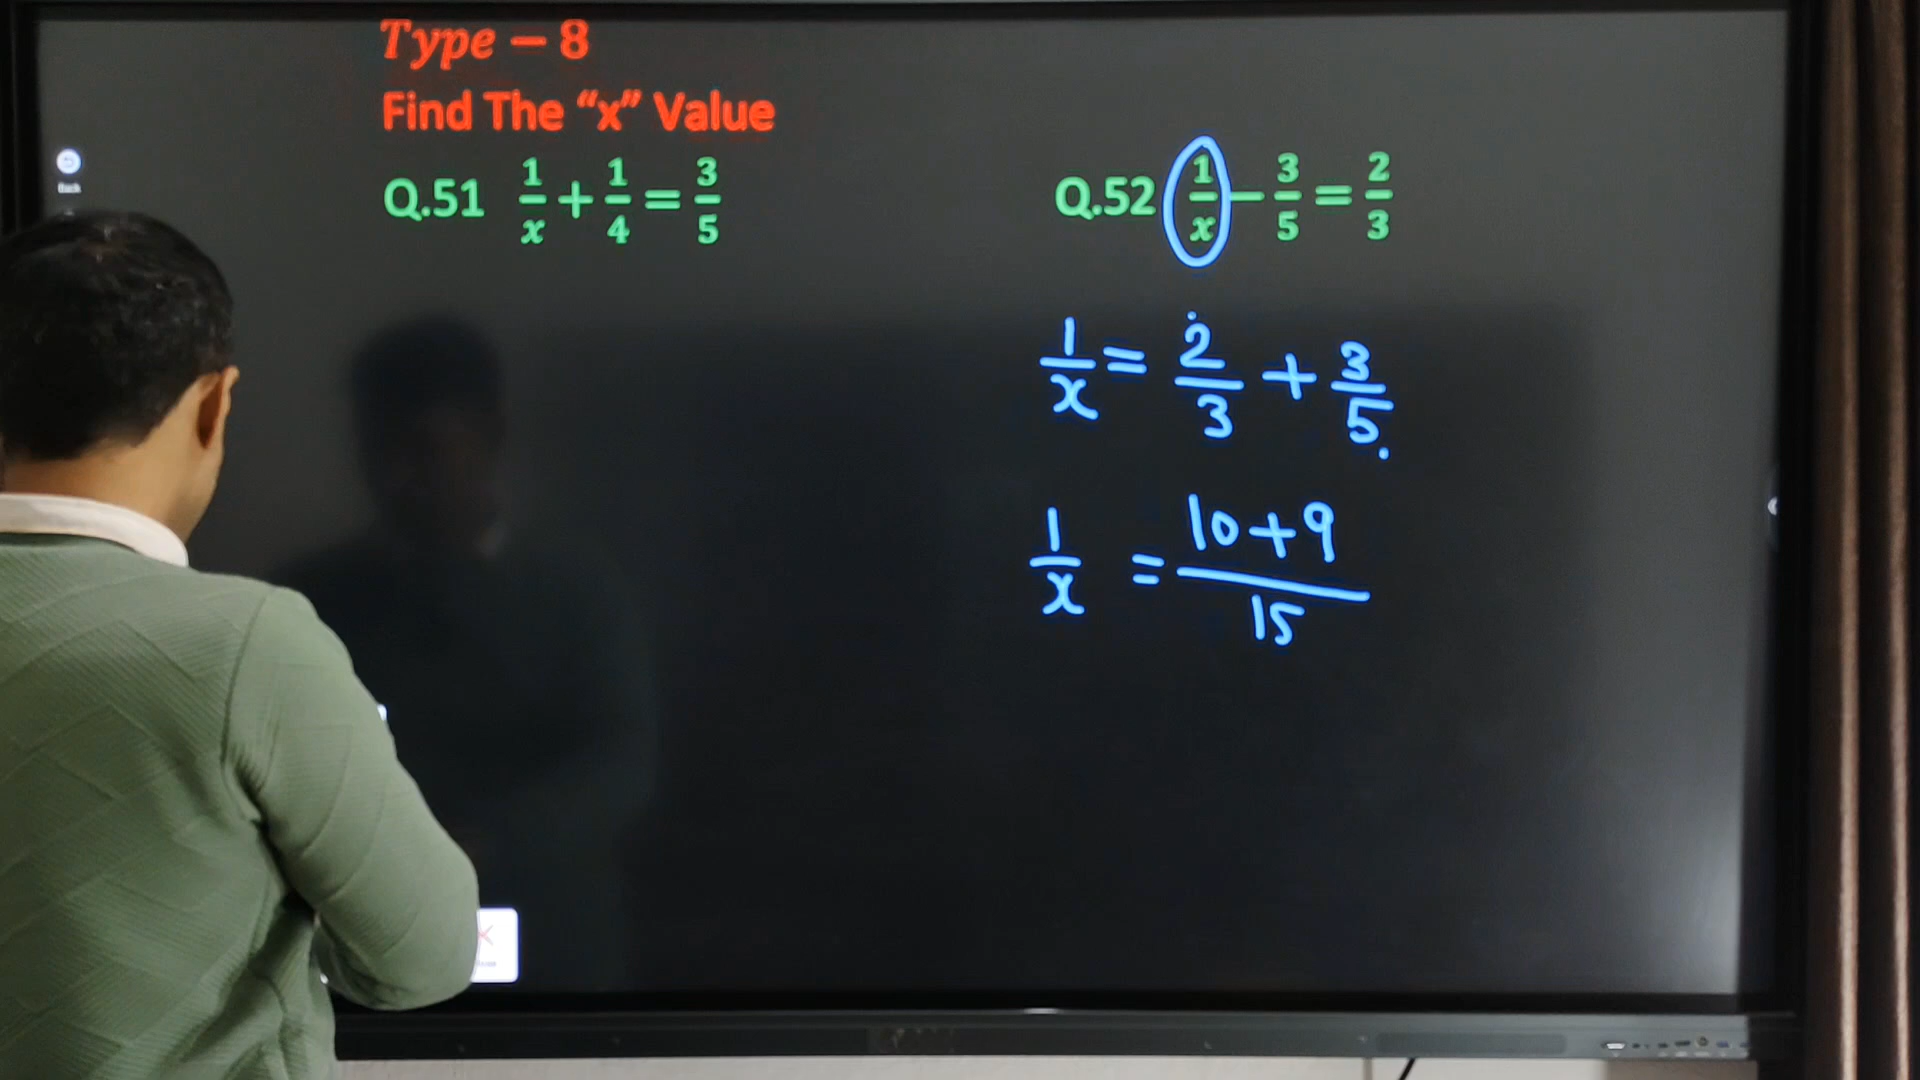 Type – 8
Find The “x” Value
Back
Q.51 1/x + 1/4 = 3/5
Q.52 1/x − 3/5 = 2/3
1/x = 2/3 + 3/5
1/x = 10+9/15